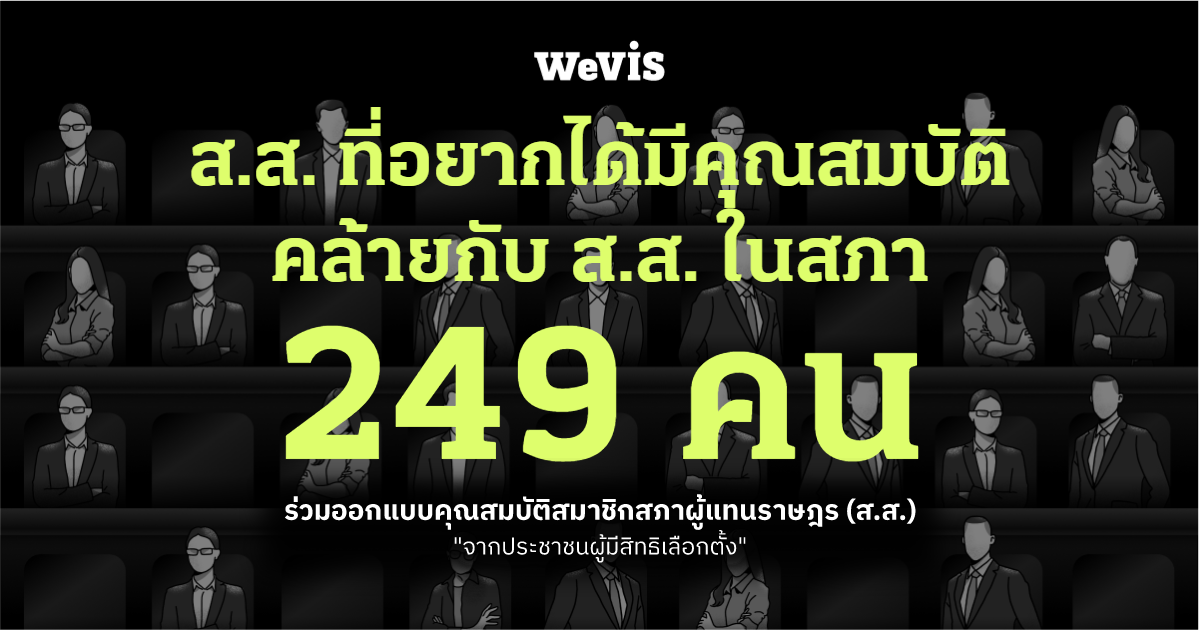 WeVIS
ส.ส. ที่อยากได้มีคุณสมบัติ
คล้ายกับ ส.ส. ในสภา
249 คน
ร่วมออกแบบคุณสมบัติสมาชิกสภาผู้แทนราษฎร (ส.ส.)
"จากประชาชนผู้มีสิทธิเลือกตั้ง"